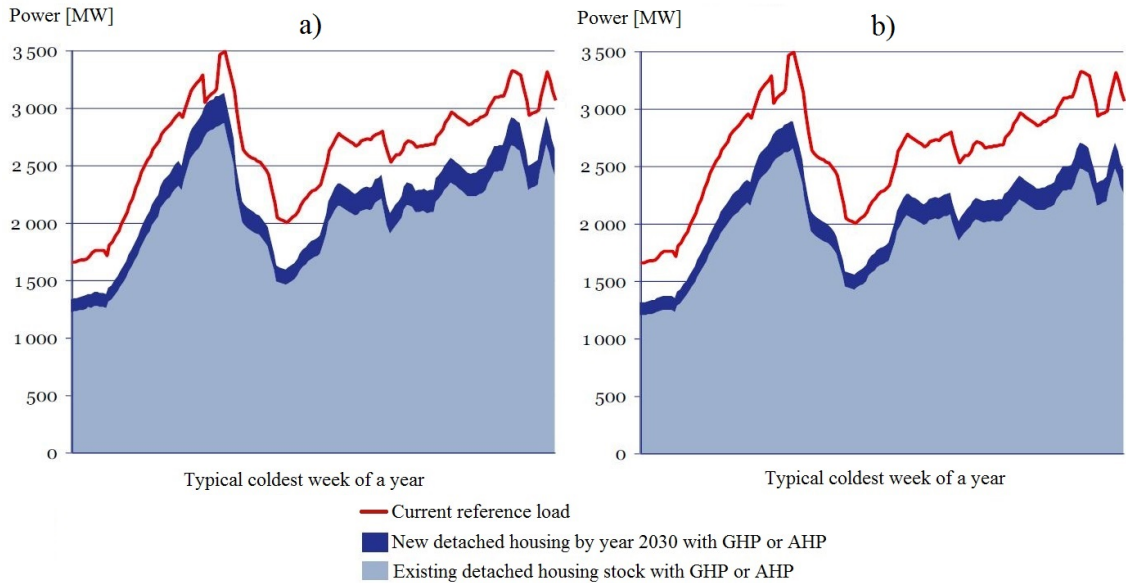 Power [MW]
a)
3 500
3 000
2 500
2 000
1 500
1 000
500
0
Typical coldest week of a year
Power [MW]
b)
3 500
3 000
2 500
2 000
1 500
1 000
500
0
Typical coldest week of a year
Current reference load
New detached housing by year 2030 with GHP or AHP
Existing detached housing stock with GHP or AHP